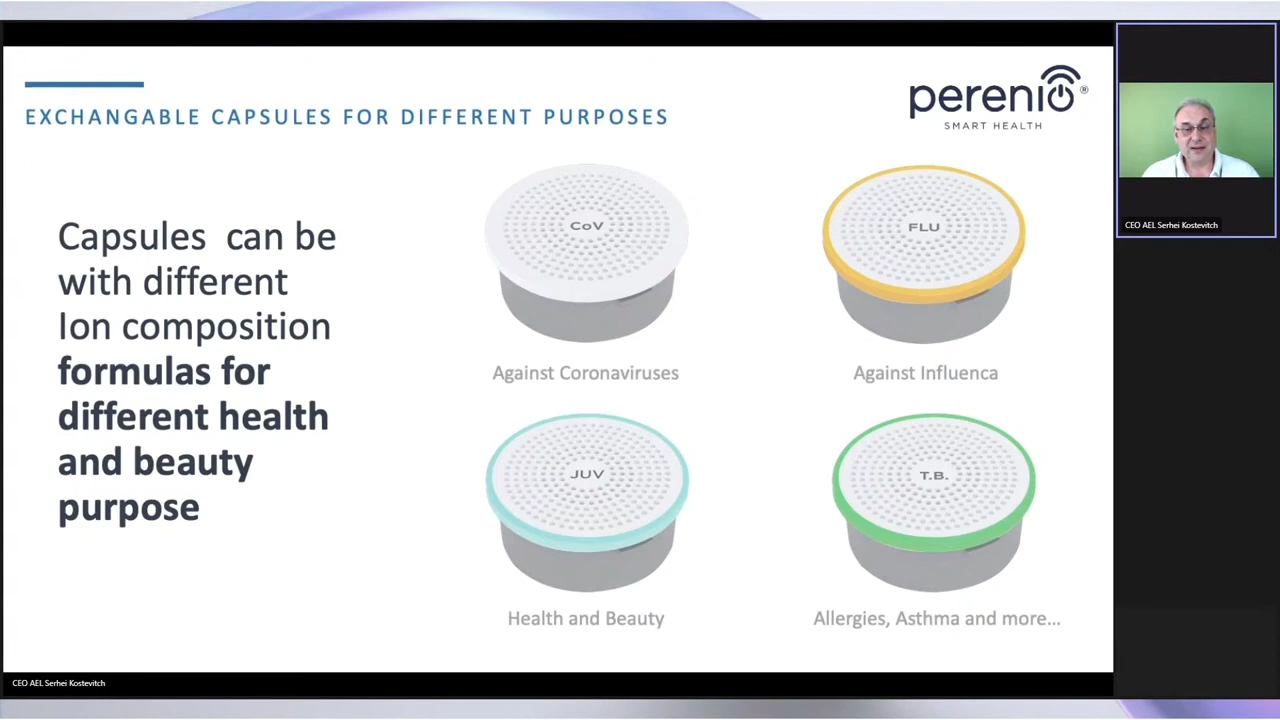 EXCHANGABLE CAPSULES FOR DIFFERENT PURPOSES
perenio®
SMART HEALTH
Capsules can be
with different
Ion composition
formulas for
different health
and beauty
purpose
CoV
Against Coronaviruses
FLU
Against Influenca
JUV
Health and Beauty
T.B.
Allergies, Asthma and more...
CEO AEL Serhei Kostevitch
CEO AEL Serhei Kostevitch